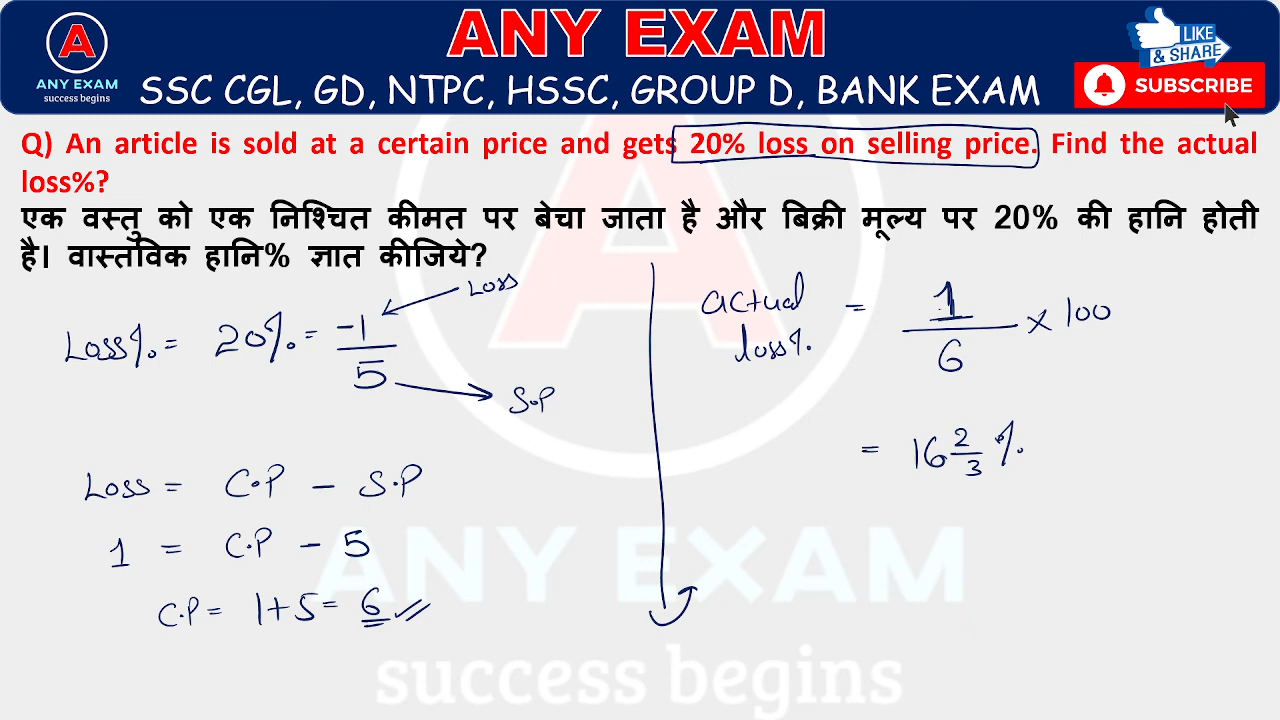 ANY EXAM
LIKE
& SHARE
A
ANY EXAM
success begins
SSC CGL, GD, NTPC, HSSC, GROUP D, BANK EXAM
SUBSCRIBE
Q) An article is sold at a certain price and gets 20% loss on selling price. Find the actual
loss%?
एक वस्तु को एक निश्चित कीमत पर बेचा जाता है और बिक्री मूल्य पर 20% की हानि होती
है। वास्तविक हानि% ज्ञात कीजिये?
Loss
Loss% = 20% = -1/5
S.P
Loss = C.P - S.P
1 = C.P - 5
C.P = 1+5 = 6
actual loss% = 1/6 × 100
= 16 2/3 %
A
ANY EXAM
success begins